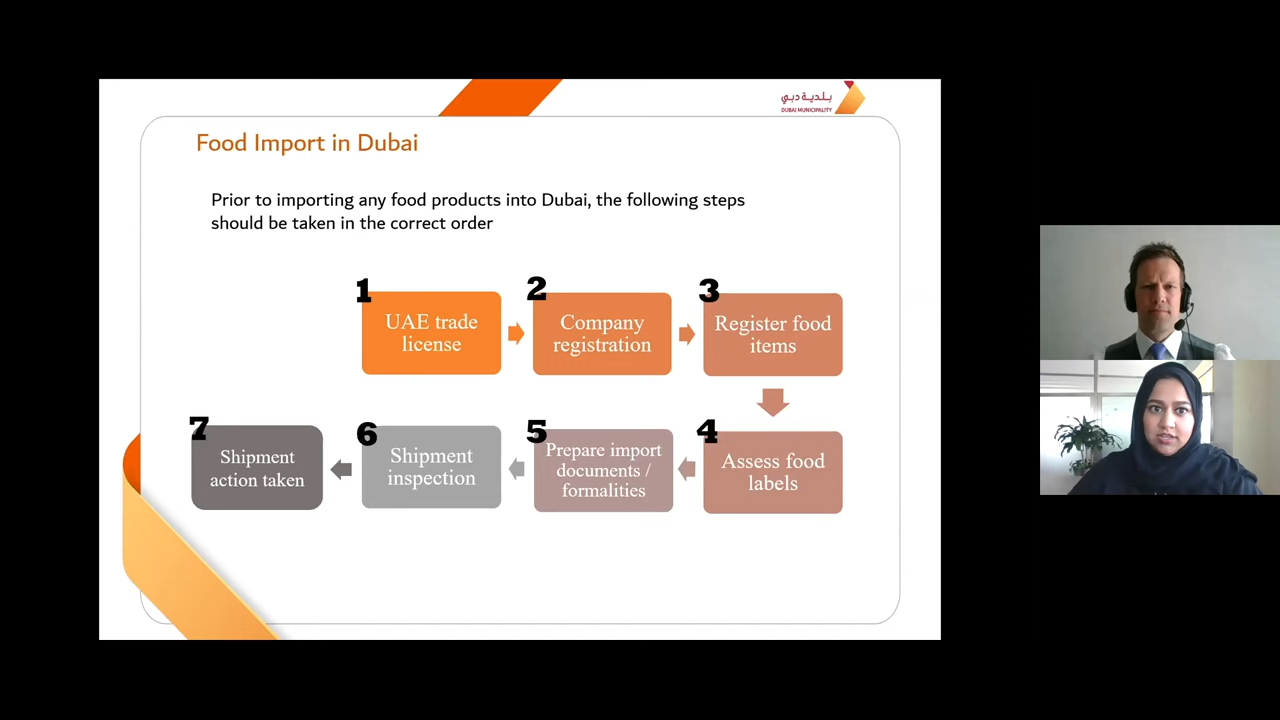 بلدية دبي
DUBAI MUNICIPALITY
Food Import in Dubai
Prior to importing any food products into Dubai, the following steps
should be taken in the correct order
1
UAE trade
license
2
Company
registration
3
Register food
items
4
Assess food
labels
5
Prepare import
documents /
formalities
6
Shipment
inspection
7
Shipment
action taken